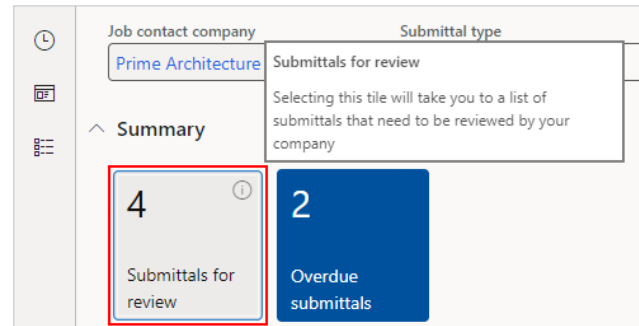 Job contact company
Submittal type
Prime Architecture
Submittals for review
Selecting this tile will take you to a list of
submittals that need to be reviewed by your
company
Summary
4
Submittals for
review
2
Overdue
submittals